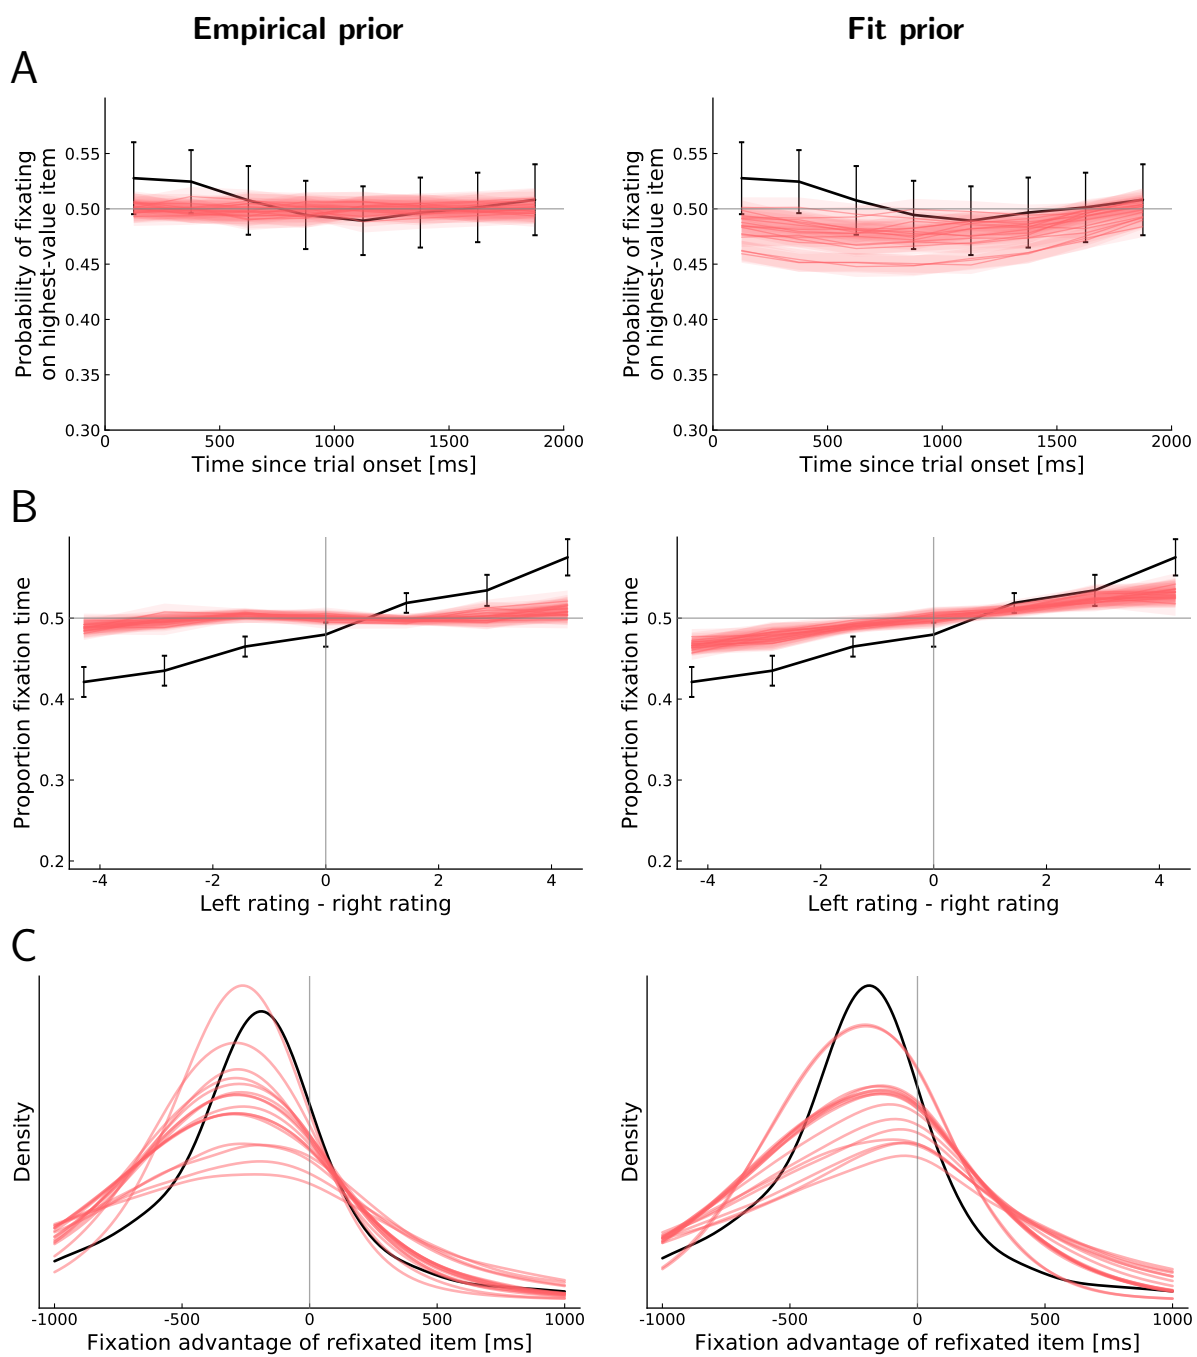 Empirical prior
Fit prior
A
Probability of fixating
on highest-value item
0.55
0.50
0.45
0.40
0.35
0.30
0
500
1000
1500
2000
Time since trial onset [ms]
Probability of fixating
on highest-value item
0.55
0.50
0.45
0.40
0.35
0.30
0
500
1000
1500
2000
Time since trial onset [ms]
B
Proportion fixation time
0.5
0.4
0.3
0.2
-4
-2
0
2
4
Left rating - right rating
Proportion fixation time
0.5
0.4
0.3
0.2
-4
-2
0
2
4
Left rating - right rating
C
Density
-1000
-500
0
500
1000
Fixation advantage of refixated item [ms]
Density
-1000
-500
0
500
1000
Fixation advantage of refixated item [ms]